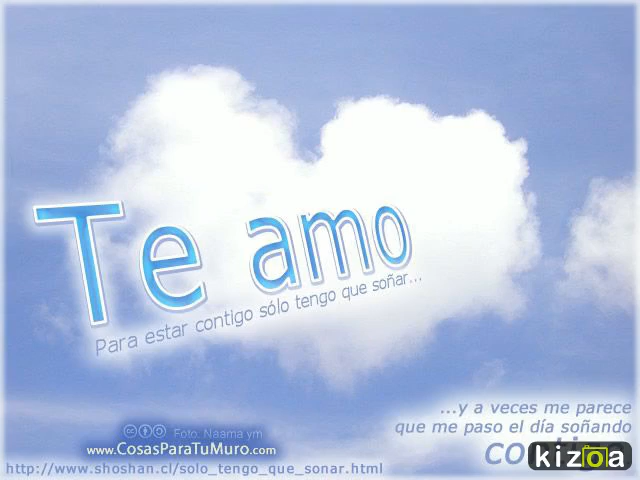 Te amo
Para estar contigo sólo tengo que soñar...
...y a veces me parece
que me paso el día soñando
Foto: Naama ym
www.CosasParaTuMuro.com
kizoa
http://www.shoshan.cl/solo_tengo_que_sonar.html